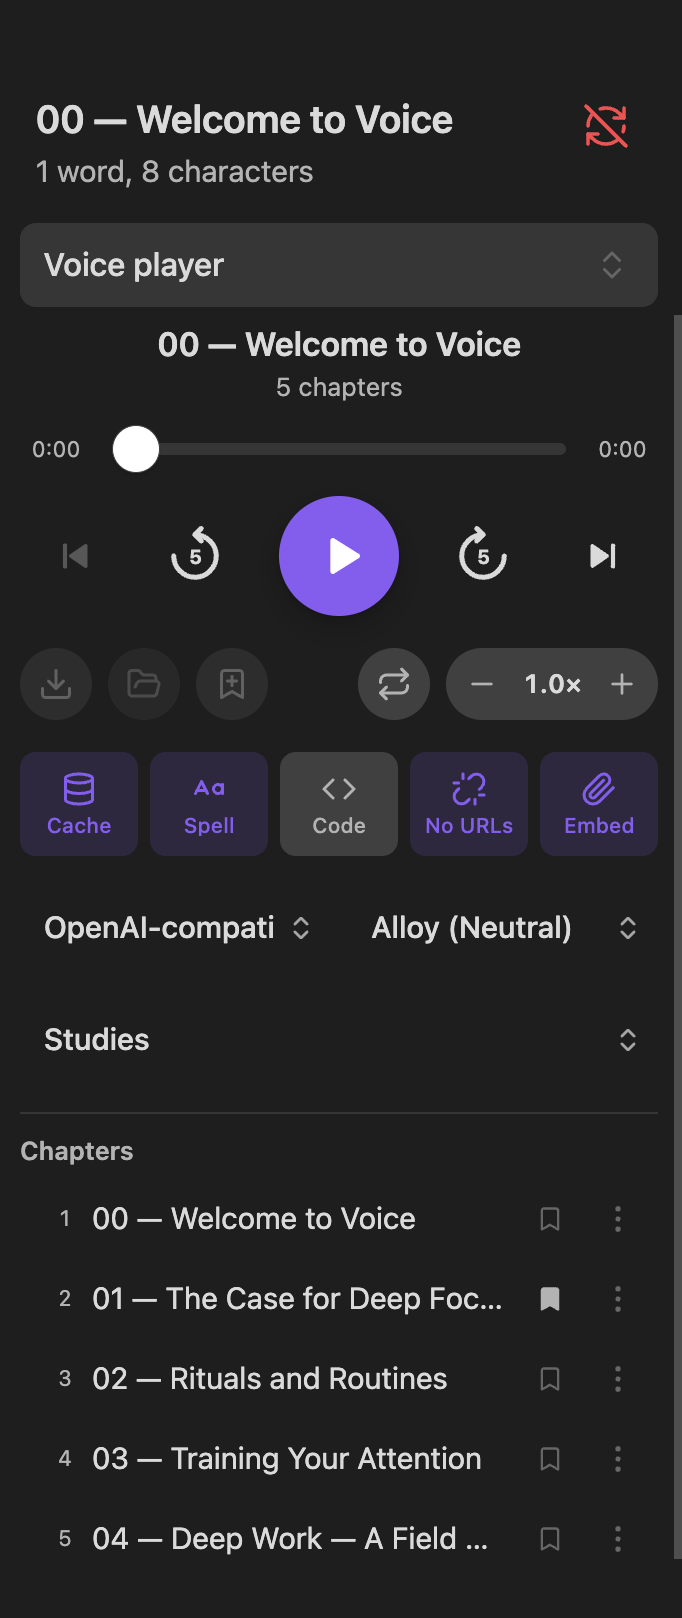 00 — Welcome to Voice
1 word, 8 characters
Voice player
00 — Welcome to Voice
5 chapters
0:00 0:00
5 5
1.0×
Cache Spell Code No URLs Embed
OpenAI-compati Alloy (Neutral)
Studies
Chapters
1 00 — Welcome to Voice
2 01 — The Case for Deep Foc...
3 02 — Rituals and Routines
4 03 — Training Your Attention
5 04 — Deep Work — A Field ...